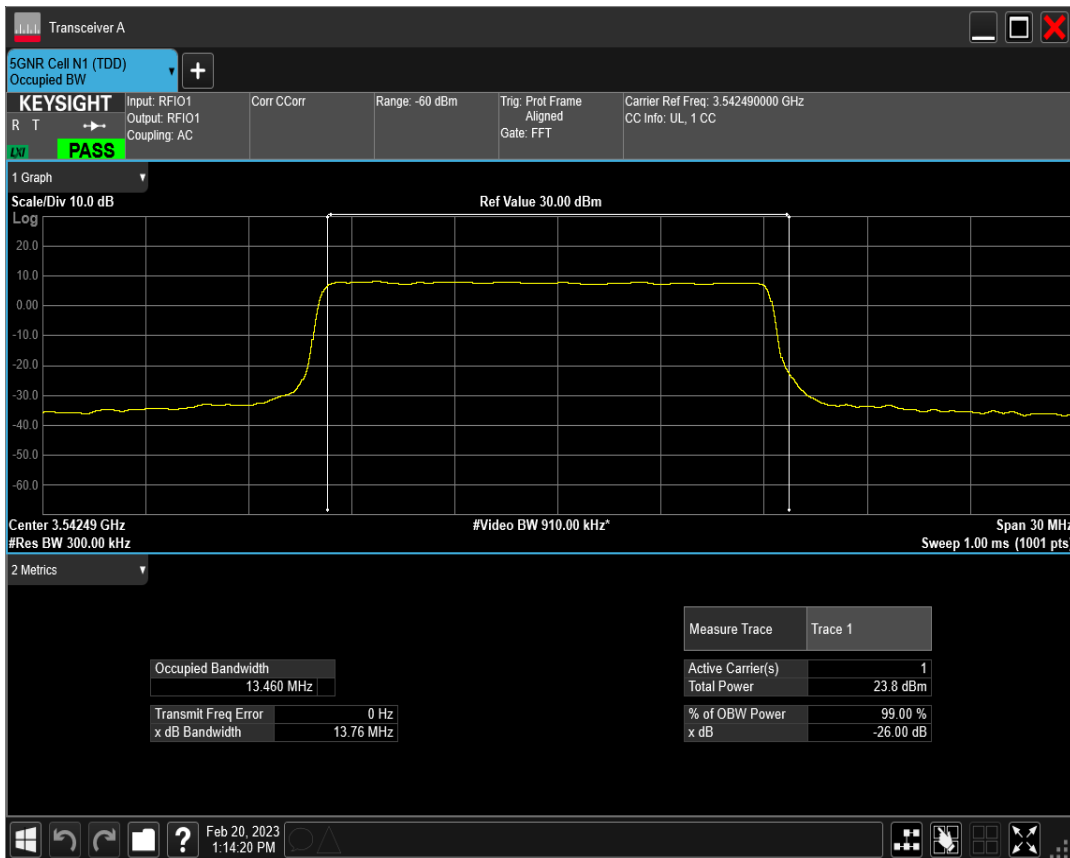 Transceiver A
5GNR Cell N1 (TDD)
Occupied BW
+
KEYSIGHT
R T
LXI
PASS
Input: RFIO1
Output: RFIO1
Coupling: AC
Corr CCorr
Range: -60 dBm
Trig: Prot Frame
Aligned
Gate: FFT
Carrier Ref Freq: 3.542490000 GHz
CC Info: UL, 1 CC
1 Graph
Scale/Div 10.0 dB
Ref Value 30.00 dBm
Log
20.0
10.0
0.00
-10.0
-20.0
-30.0
-40.0
-50.0
-60.0
Center 3.54249 GHz
#Video BW 910.00 kHz*
Span 30 MHz
#Res BW 300.00 kHz
Sweep 1.00 ms (1001 pts)
2 Metrics
Measure Trace Trace 1
Occupied Bandwidth
13.460 MHz
Active Carrier(s) 1
Total Power 23.8 dBm
Transmit Freq Error 0 Hz
x dB Bandwidth 13.76 MHz
% of OBW Power 99.00 %
x dB -26.00 dB
?
Feb 20, 2023
1:14:20 PM